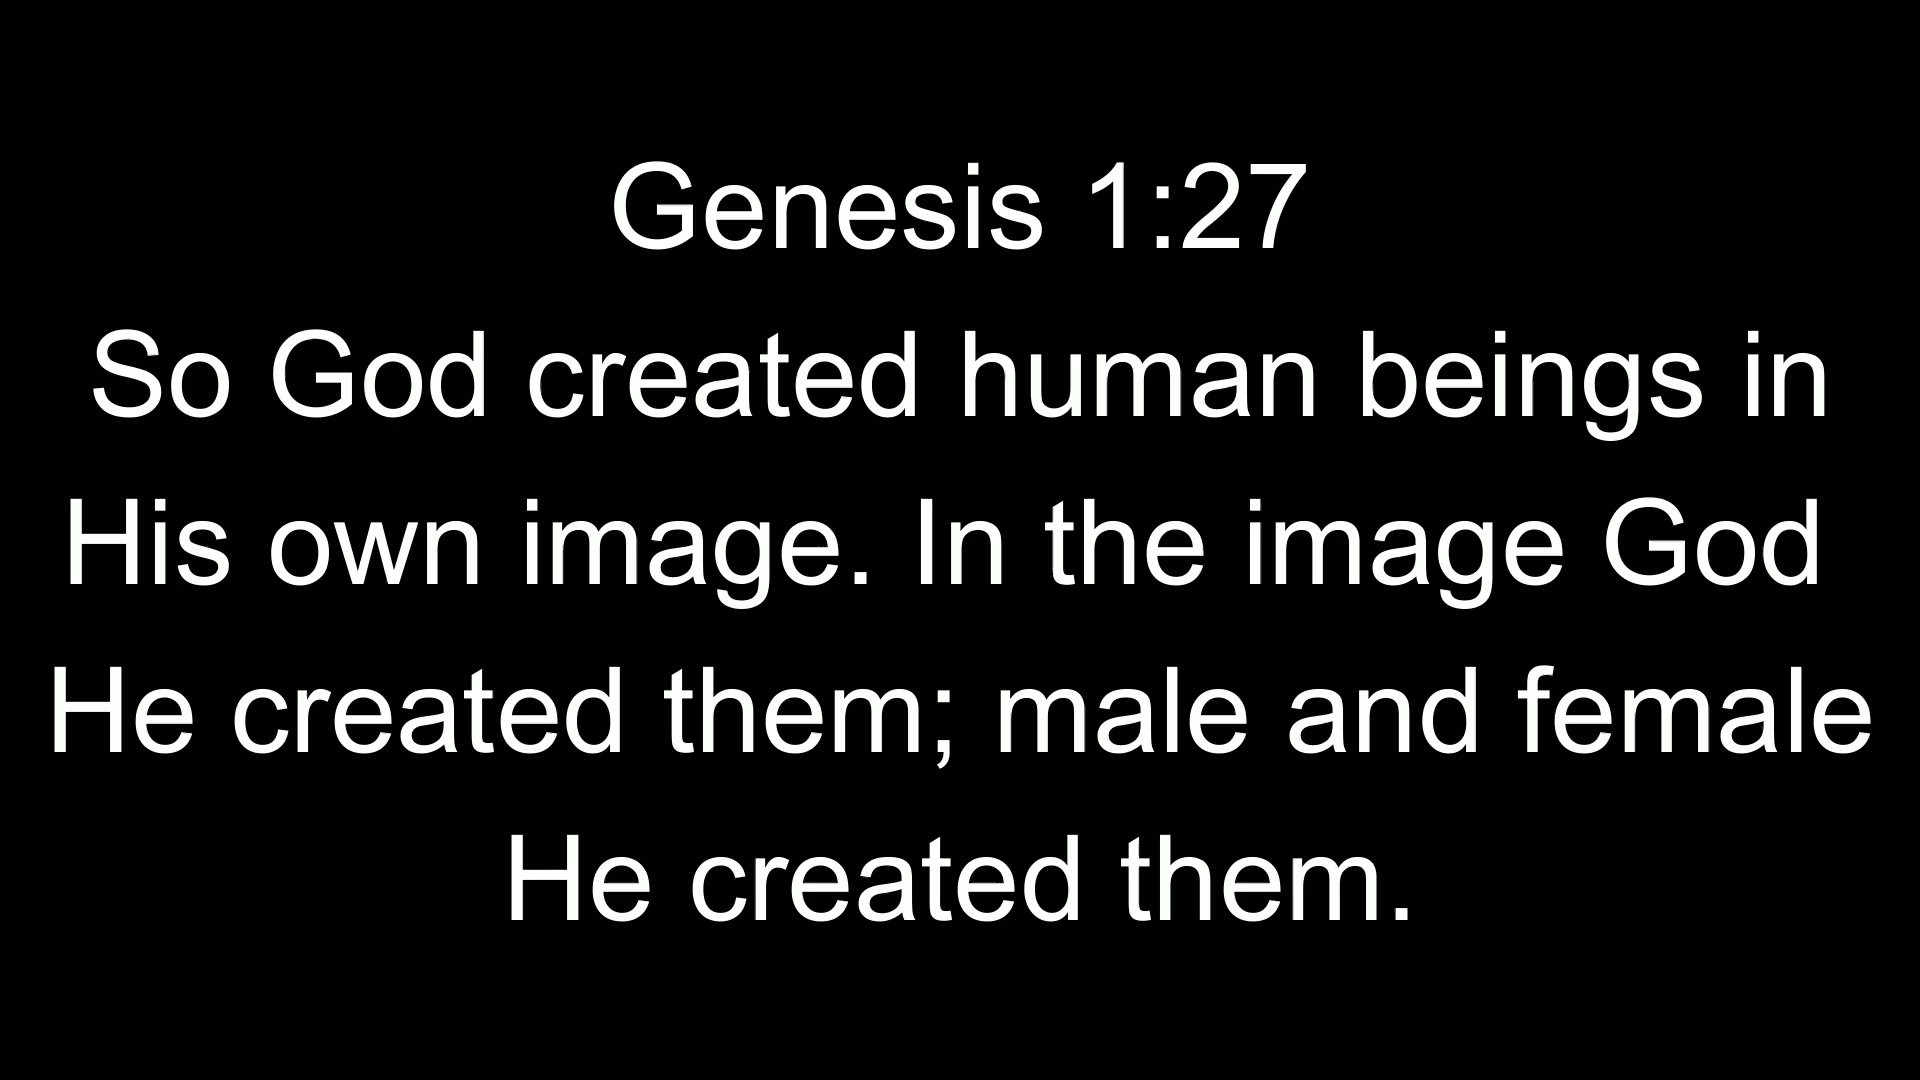 Genesis 1:27
So God created human beings in
His own image. In the image God
He created them; male and female
He created them.